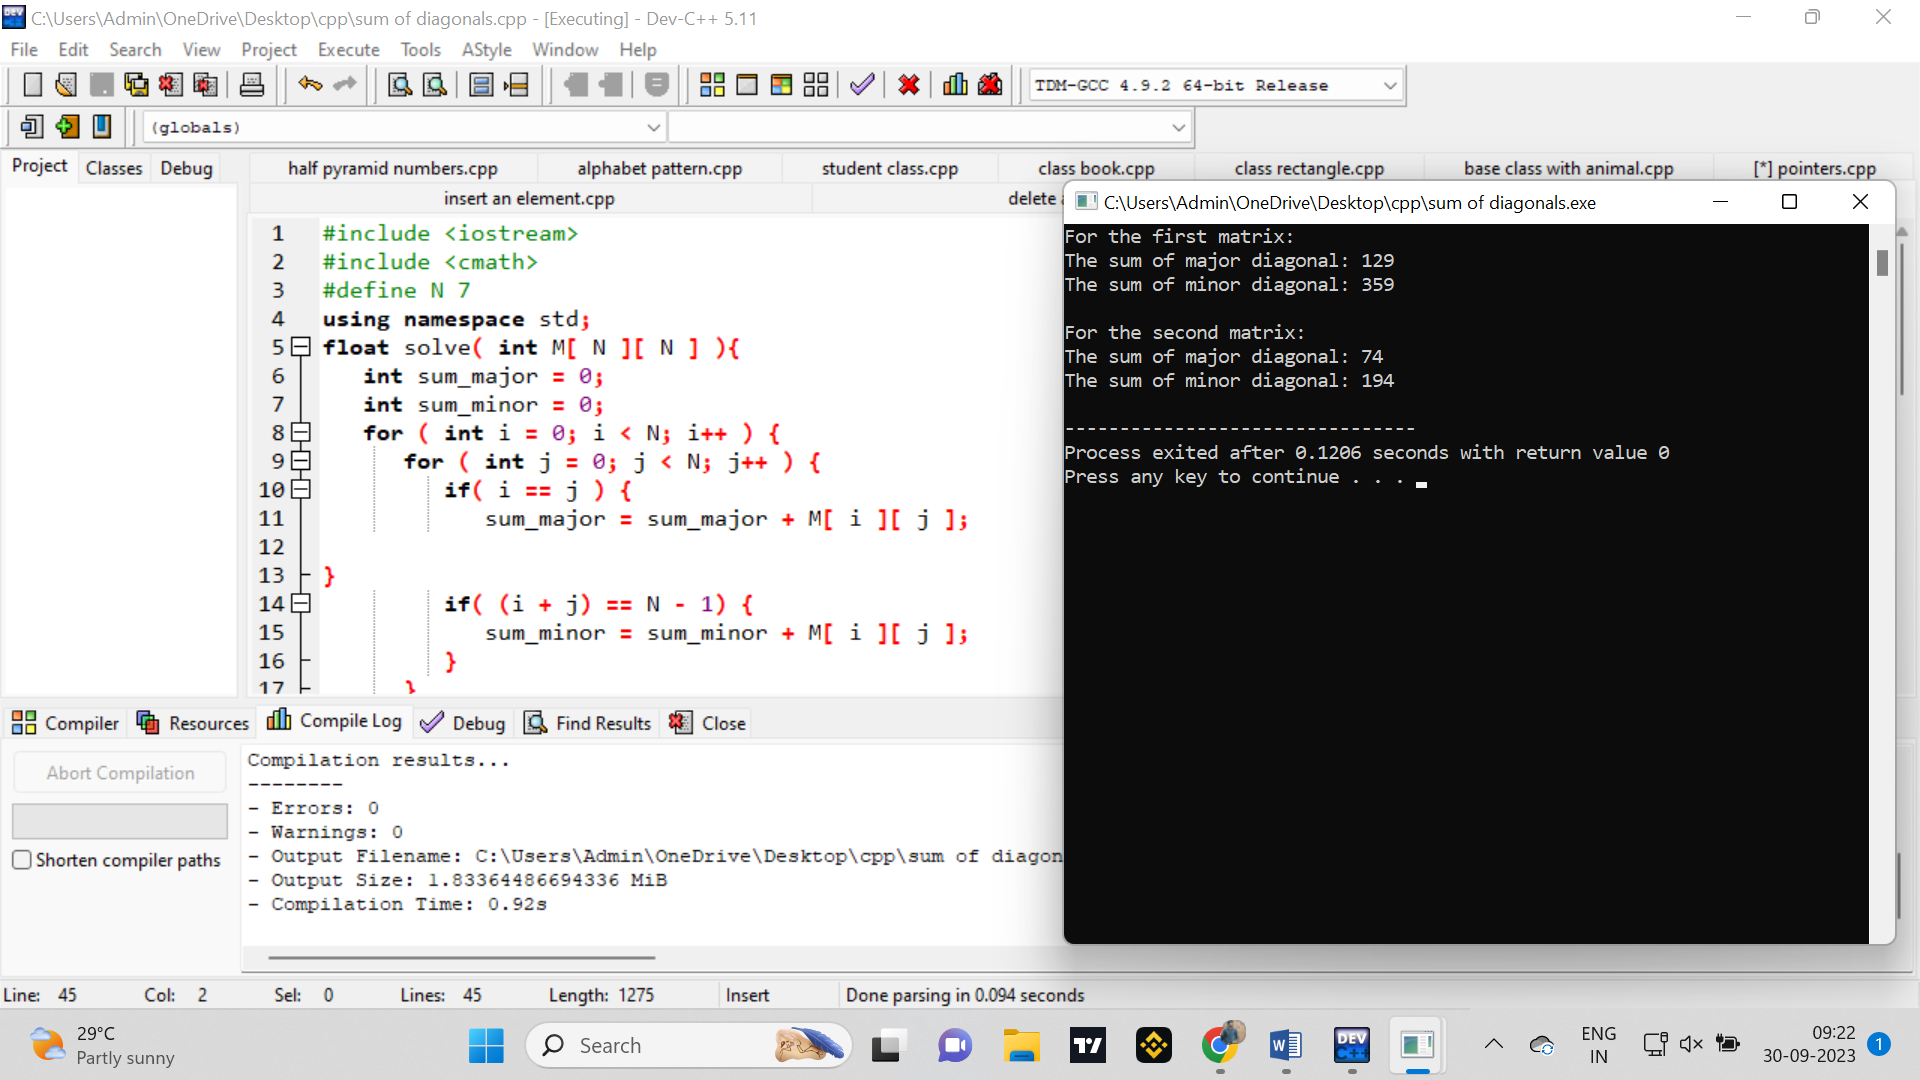 C:\Users\Admin\OneDrive\Desktop\cpp\sum of diagonals.cpp - [Executing] - Dev-C++ 5.11
File Edit Search View Project Execute Tools AStyle Window Help
TDM-GCC 4.9.2 64-bit Release
(globals)
Project Classes Debug
half pyramid numbers.cpp alphabet pattern.cpp student class.cpp class book.cpp class rectangle.cpp base class with animal.cpp [*] pointers.cpp
insert an element.cpp delete
1 #include <iostream>
2 #include <cmath>
3 #define N 7
4 using namespace std;
5 float solve( int M[ N ][ N ] ){
6 int sum_major = 0;
7 int sum_minor = 0;
8 for ( int i = 0; i < N; i++ ) {
9 for ( int j = 0; j < N; j++ ) {
10 if( i == j ) {
11 sum_major = sum_major + M[ i ][ j ];
12
13 }
14 if( (i + j) == N - 1) {
15 sum_minor = sum_minor + M[ i ][ j ];
16 }
17 }
C:\Users\Admin\OneDrive\Desktop\cpp\sum of diagonals.exe
For the first matrix:
The sum of major diagonal: 129
The sum of minor diagonal: 359
For the second matrix:
The sum of major diagonal: 74
The sum of minor diagonal: 194
--------------------------------
Process exited after 0.1206 seconds with return value 0
Press any key to continue . . .
Compiler Resources Compile Log Debug Find Results Close
Abort Compilation
Shorten compiler paths
Compilation results...
--------
- Errors: 0
- Warnings: 0
- Output Filename: C:\Users\Admin\OneDrive\Desktop\cpp\sum of diagon
- Output Size: 1.83364486694336 MiB
- Compilation Time: 0.92s
Line: 45 Col: 2 Sel: 0 Lines: 45 Length: 1275 Insert Done parsing in 0.094 seconds
29°C
Partly sunny
Search
DEV
C++
ENG
IN
09:22
30-09-2023
1